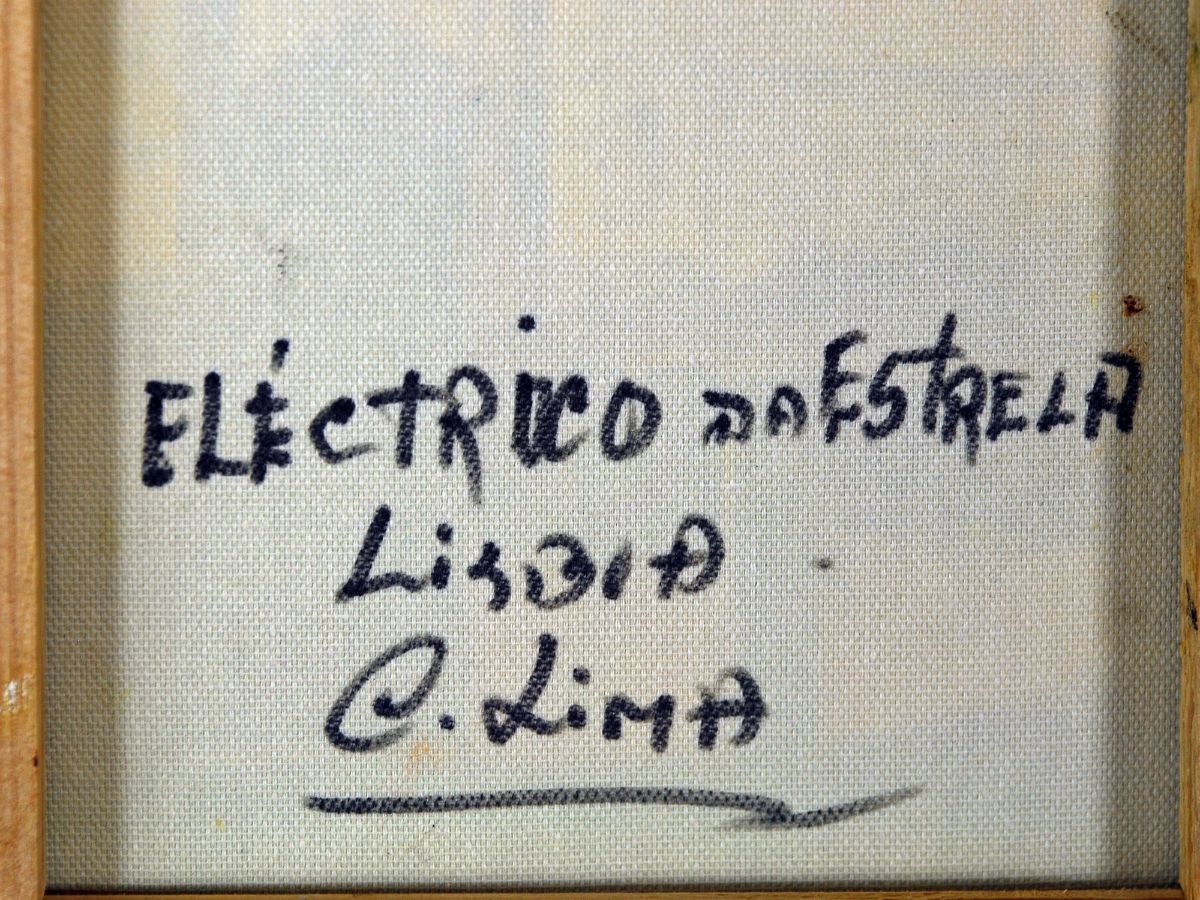 ELÉCTRICO DA ESTRELA
LiSBOA
C. LiMA